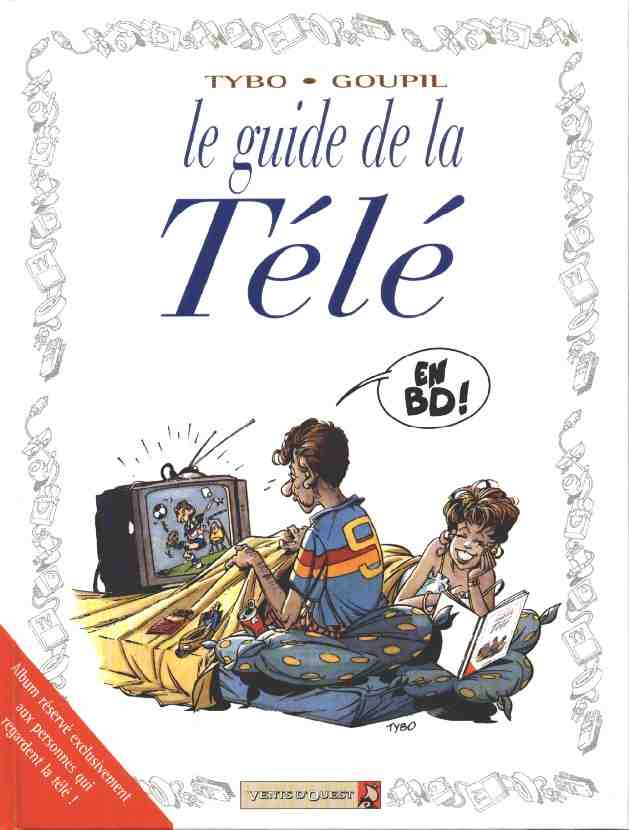 TYBO • GOUPIL
le guide de la
Télé
EN
BD!
9
TYBO
Album réservé exclusivement
aux personnes qui
regardent la télé !
VENTS D'OUEST